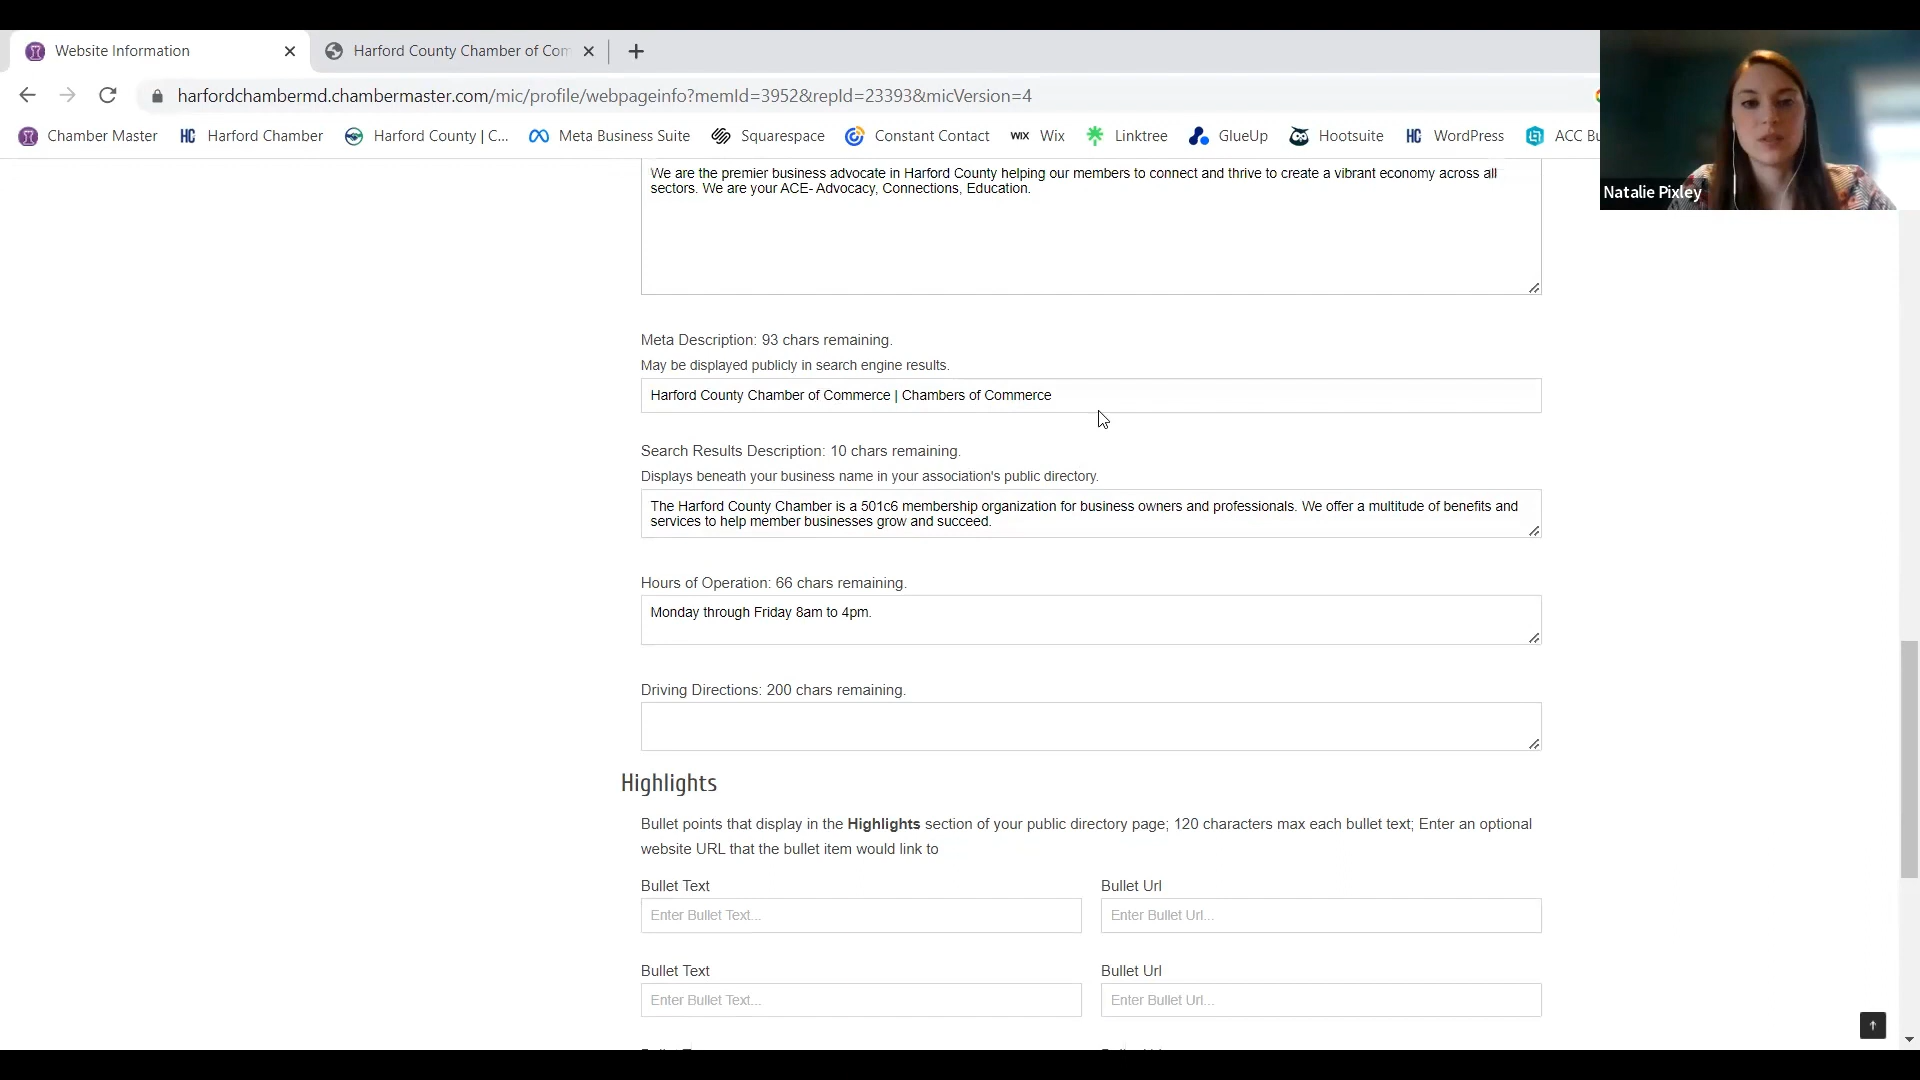 Website Information
Harford County Chamber of Com
harfordchambermd.chambermaster.com/mic/profile/webpageinfo?memId=3952&repId=23393&micVersion=4
Chamber Master
HC Harford Chamber
Harford County | C...
Meta Business Suite
Squarespace
Constant Contact
WIX Wix
Linktree
GlueUp
Hootsuite
HC WordPress
ACC Bu
Natalie Pixley
We are the premier business advocate in Harford County helping our members to connect and thrive to create a vibrant economy across all
sectors. We are your ACE- Advocacy, Connections, Education.
Meta Description: 93 chars remaining.
May be displayed publicly in search engine results.
Harford County Chamber of Commerce | Chambers of Commerce
Search Results Description: 10 chars remaining.
Displays beneath your business name in your association's public directory.
The Harford County Chamber is a 501c6 membership organization for business owners and professionals. We offer a multitude of benefits and
services to help member businesses grow and succeed.
Hours of Operation: 66 chars remaining.
Monday through Friday 8am to 4pm.
Driving Directions: 200 chars remaining.
Highlights
Bullet points that display in the Highlights section of your public directory page; 120 characters max each bullet text; Enter an optional
website URL that the bullet item would link to
Bullet Text
Bullet Url
Enter Bullet Text...
Enter Bullet Url...
Bullet Text
Bullet Url
Enter Bullet Text...
Enter Bullet Url...